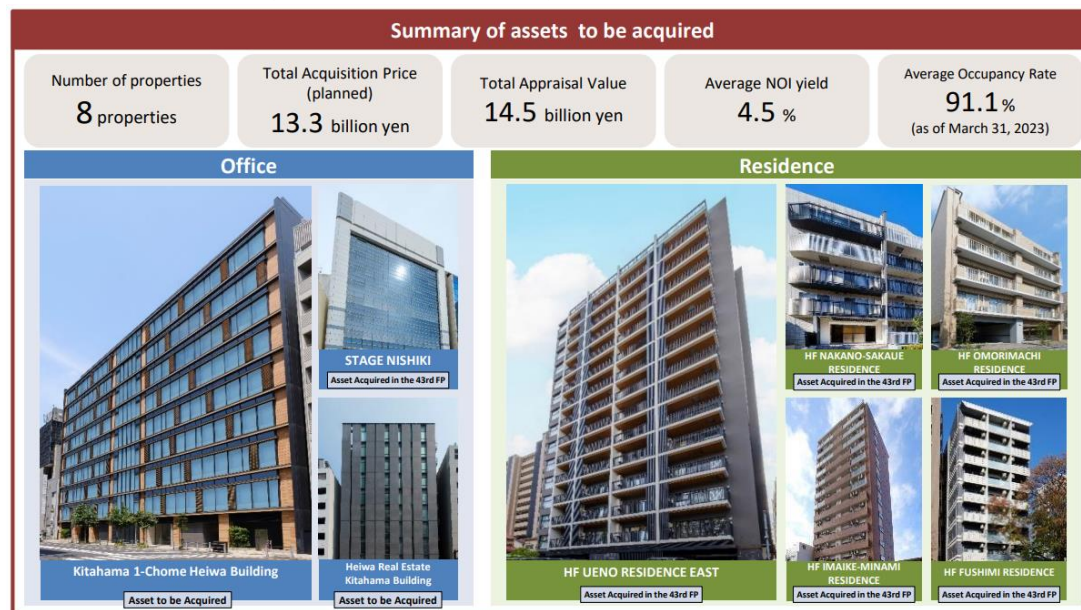 Summary of assets to be acquired
Number of properties
8 properties
Total Acquisition Price
(planned)
13.3 billion yen
Total Appraisal Value
14.5 billion yen
Average NOI yield
4.5 %
Average Occupancy Rate
91.1%
(as of March 31, 2023)
Office
Kitahama 1-Chome Heiwa Building
Asset to be Acquired
STAGE NISHIKI
Asset Acquired in the 43rd FP
Heiwa Real Estate
Kitahama Building
Asset to be Acquired
Residence
HF UENO RESIDENCE EAST
Asset Acquired in the 43rd FP
HF NAKANO-SAKAUE
RESIDENCE
Asset Acquired in the 43rd FP
HF OMORIMACHI
RESIDENCE
Asset Acquired in the 43rd FP
HF IMAIKE-MINAMI
RESIDENCE
Asset Acquired in the 43rd FP
HF FUSHIMI RESIDENCE
Asset Acquired in the 43rd FP